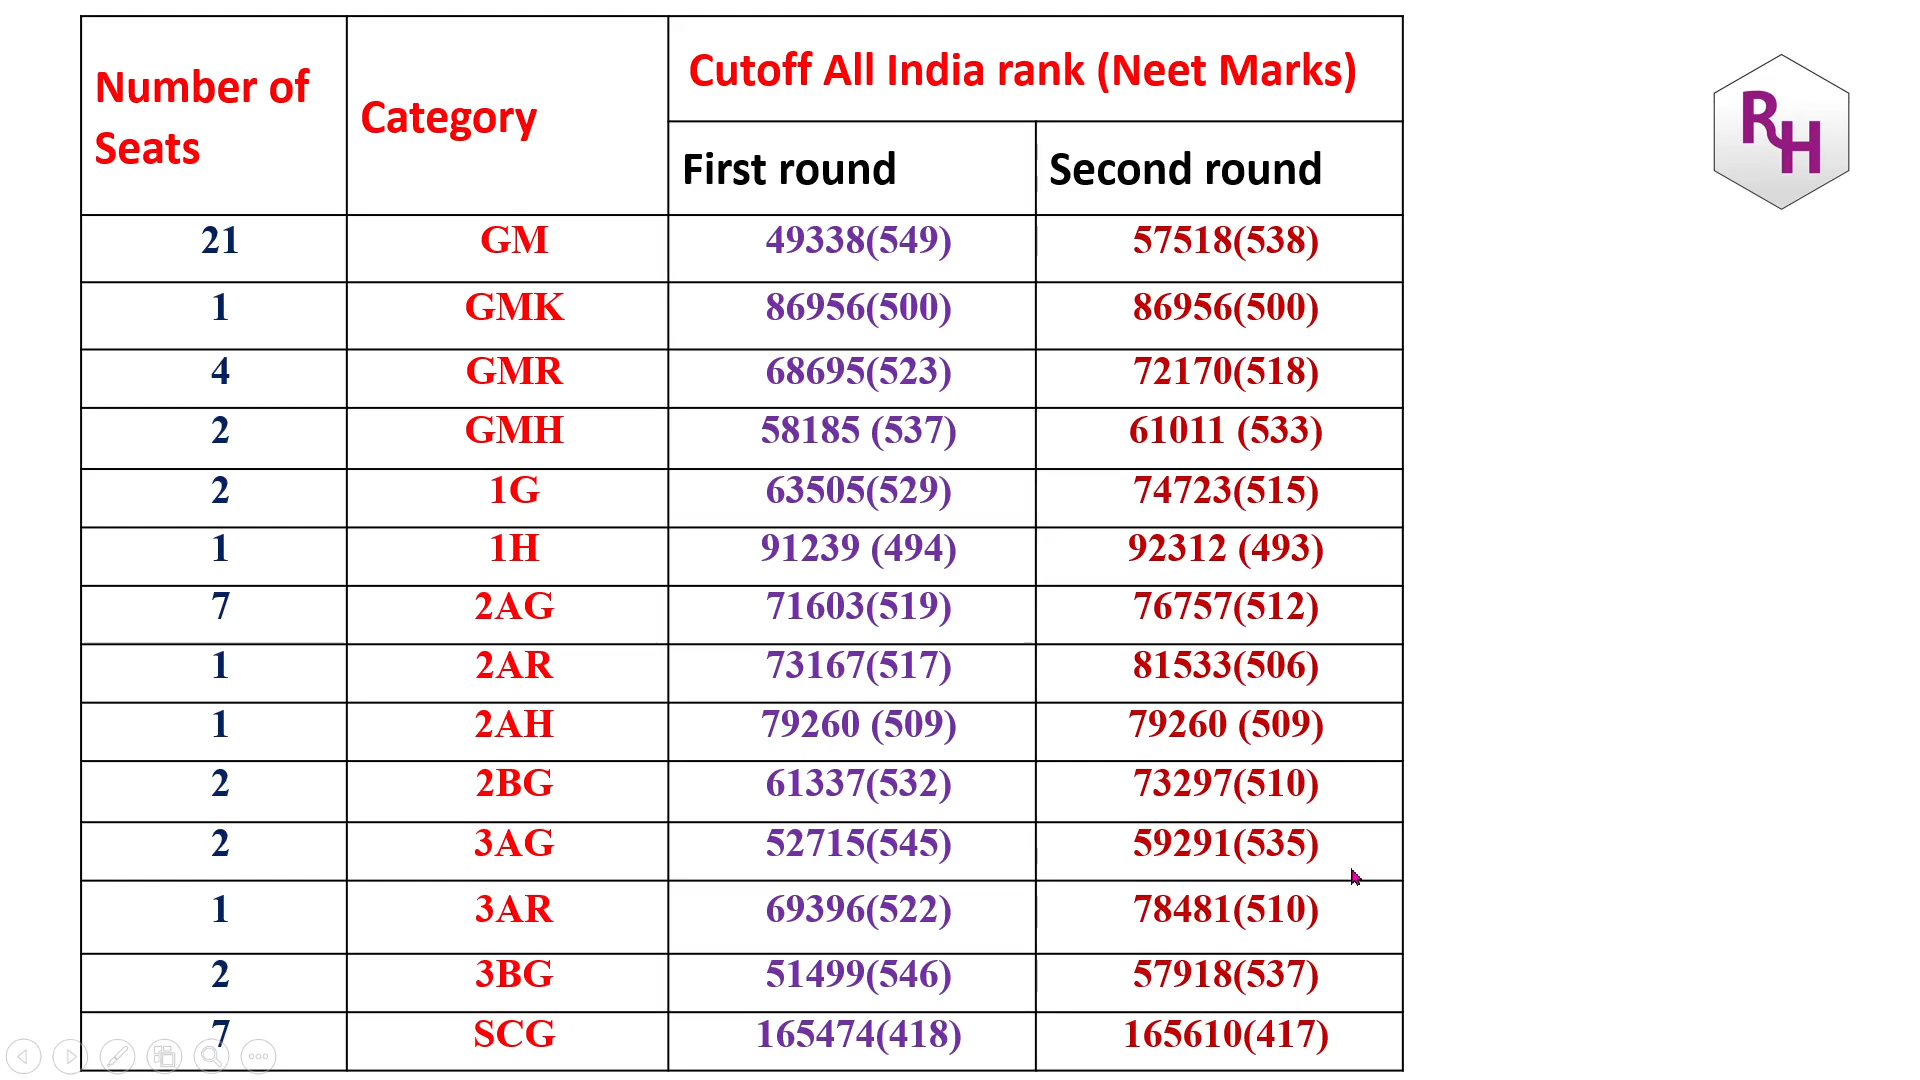 Number of
Seats
Category
Cutoff All India rank (Neet Marks)
First round
Second round
21 GM 49338(549) 57518(538)
1 GMK 86956(500) 86956(500)
4 GMR 68695(523) 72170(518)
2 GMH 58185 (537) 61011 (533)
2 1G 63505(529) 74723(515)
1 1H 91239 (494) 92312 (493)
7 2AG 71603(519) 76757(512)
1 2AR 73167(517) 81533(506)
1 2AH 79260 (509) 79260 (509)
2 2BG 61337(532) 73297(510)
2 3AG 52715(545) 59291(535)
1 3AR 69396(522) 78481(510)
2 3BG 51499(546) 57918(537)
7 SCG 165474(418) 165610(417)
RH